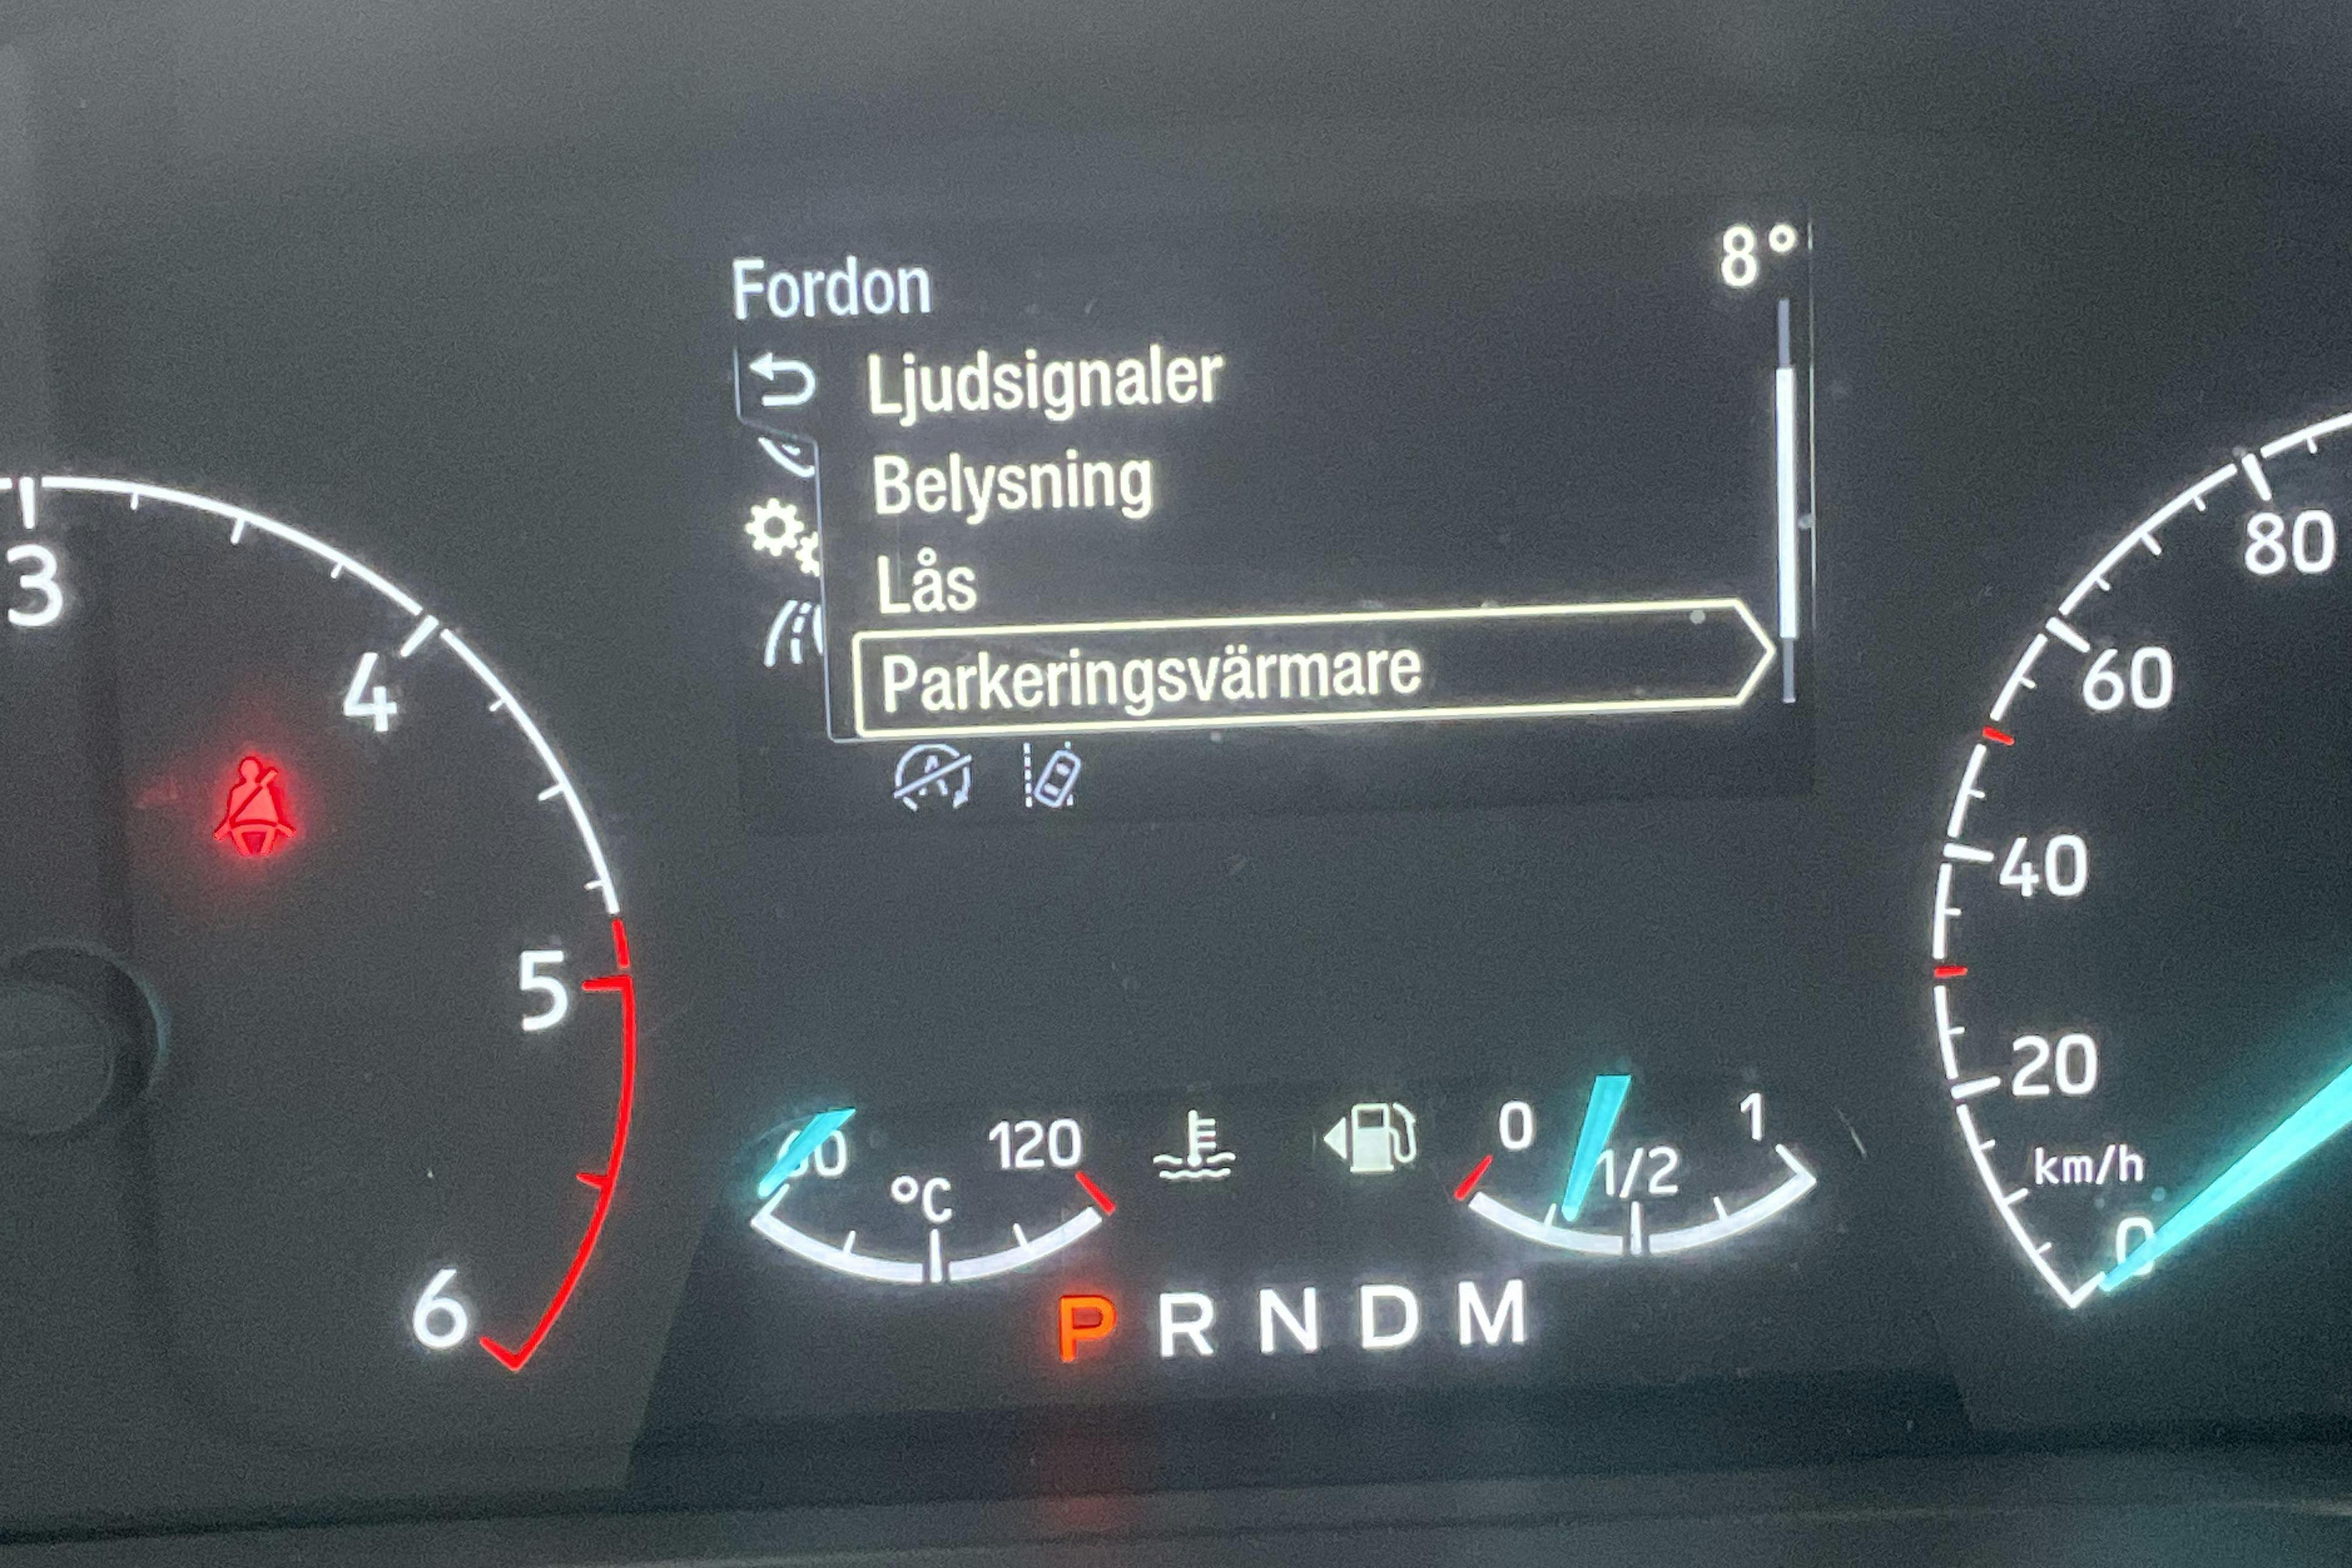 Fordon
8°
Ljudsignaler
Belysning
Lås
Parkeringsvärmare
3
4
5
6
80
60
40
20
km/h
0
60
120
°C
0
1/2
1
P R N D M